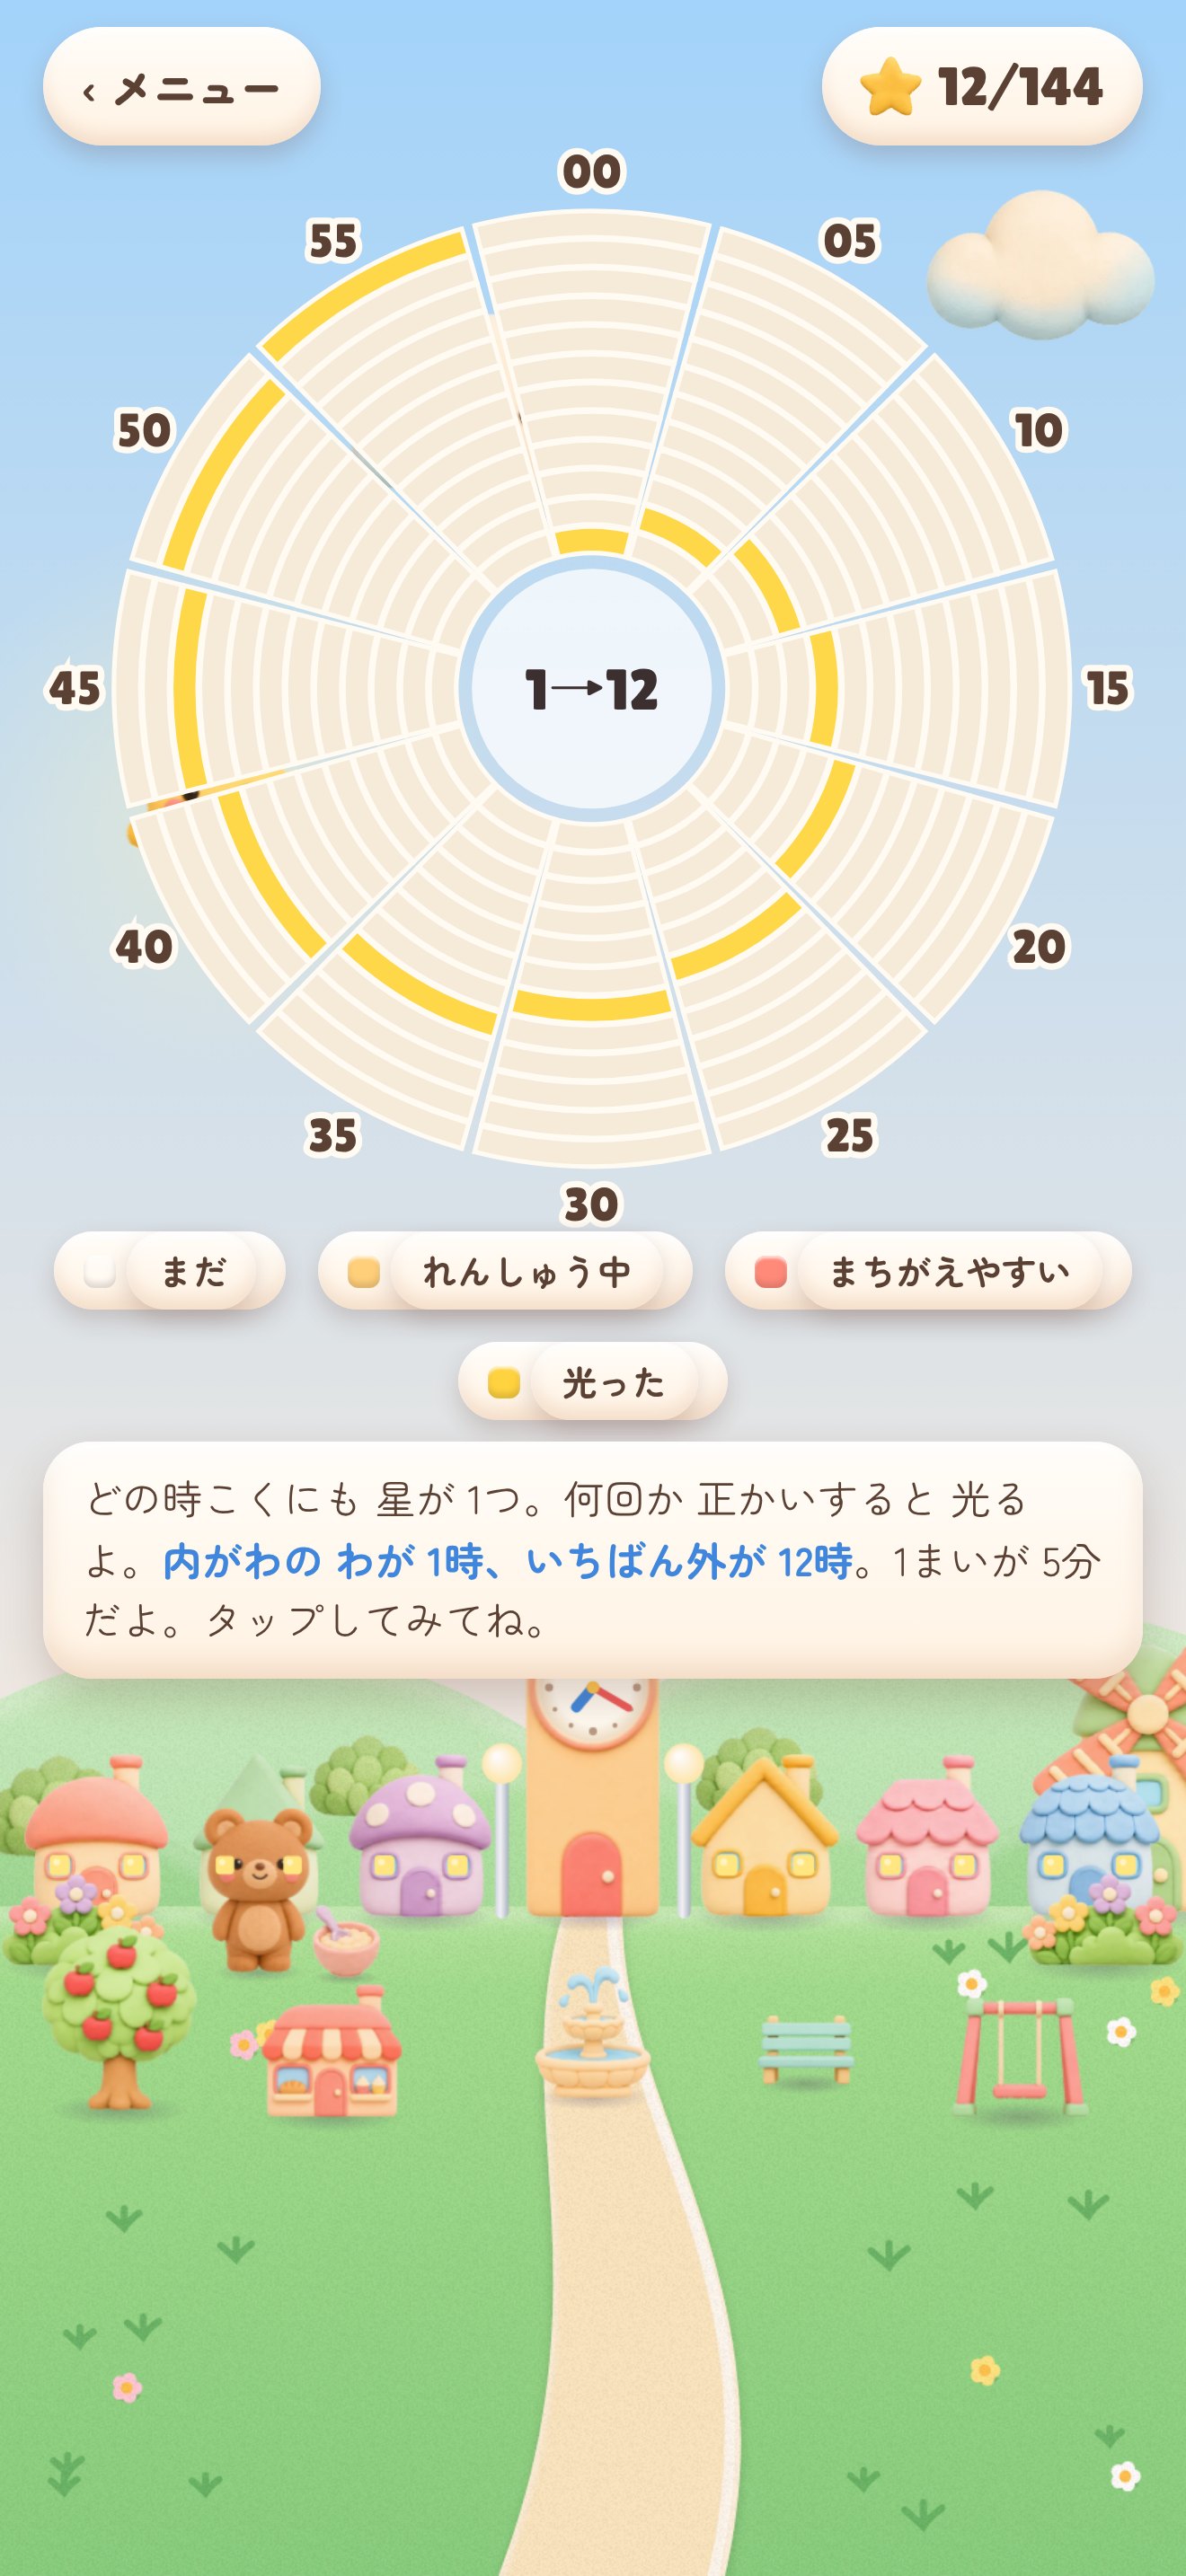 ‹ メニュー
12/144
00
55
05
50
10
45
1→12
15
40
20
35
25
30
まだ
れんしゅう中
まちがえやすい
光った
どの時こくにも 星が 1つ。何回か 正かいすると 光る
よ。内がわの わが 1時、いちばん外が 12時。1まいが 5分
だよ。タップしてみてね。